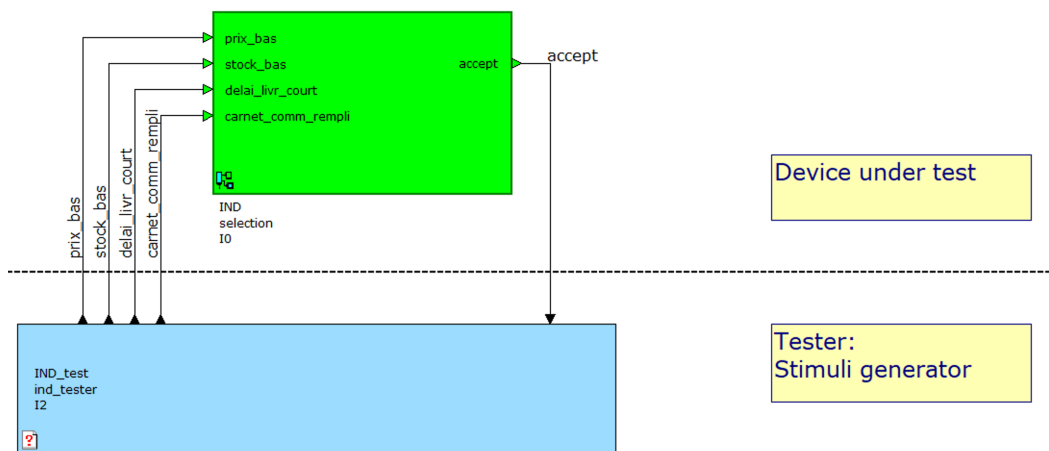 prix_bas
stock_bas
delai_livr_court
carnet_comm_rempli
accept
accept
IND
selection
I0
prix_bas
stock_bas
delai_livr_court
carnet_comm_rempli
Device under test
IND_test
ind_tester
I2
?
Tester:
Stimuli generator